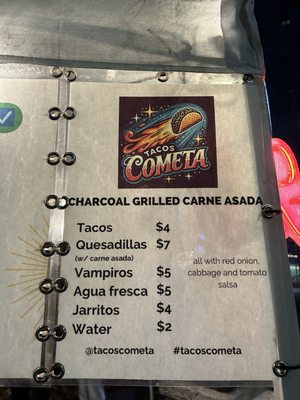 TACOS
COMETA
CHARCOAL GRILLED CARNE ASADA
Tacos $4
Quesadillas $7
(w/ carne asada)
Vampiros $5
Agua fresca $5
Jarritos $4
Water $2
all with red onion,
cabbage and tomato
salsa
@tacoscometa #tacoscometa